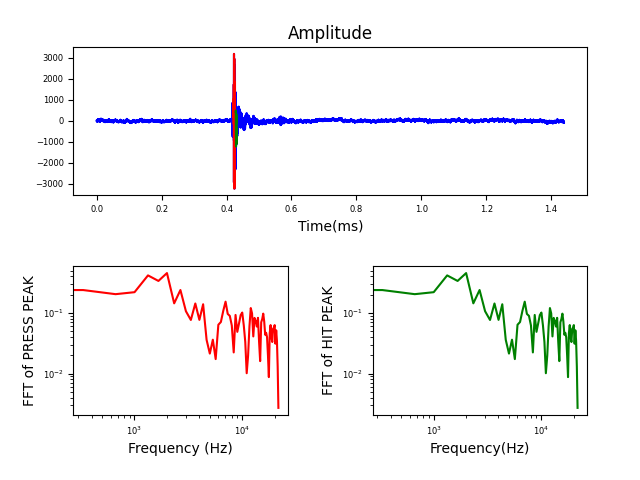 Amplitude
3000
2000
1000
0
−1000
−2000
−3000
0.0 0.2 0.4 0.6 0.8 1.0 1.2 1.4
Time(ms)
FFT of PRESS PEAK
10⁻¹
10⁻²
10³ 10⁴
Frequency (Hz)
FFT of HIT PEAK
10⁻¹
10⁻²
10³ 10⁴
Frequency(Hz)